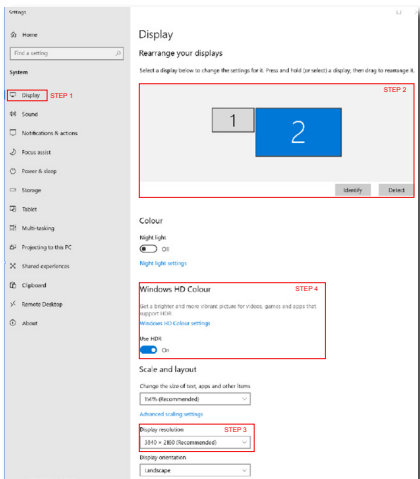 Settings
Home
Find a setting
System
Display
STEP 1
Sound
Notifications & actions
Focus assist
Power & sleep
Storage
Tablet
Multi-tasking
Projecting to this PC
Shared experiences
Clipboard
Remote Desktop
About
Display
Rearrange your displays
Select a display below to change the settings for it. Press and hold (or select) a display, then drag to rearrange it.
STEP 2
1
2
Identify
Detect
Colour
Night light
Off
Night light settings
Windows HD Colour
STEP 4
Get a brighter and more vibrant picture for videos, games and apps that
support HDR.
Windows HD Colour settings
Use HDR
On
Scale and layout
Change the size of text, apps and other items
(Recommended)
Advanced scaling settings
Display resolution
STEP 3
3840 × 2160 (Recommended)
Display orientation
Landscape